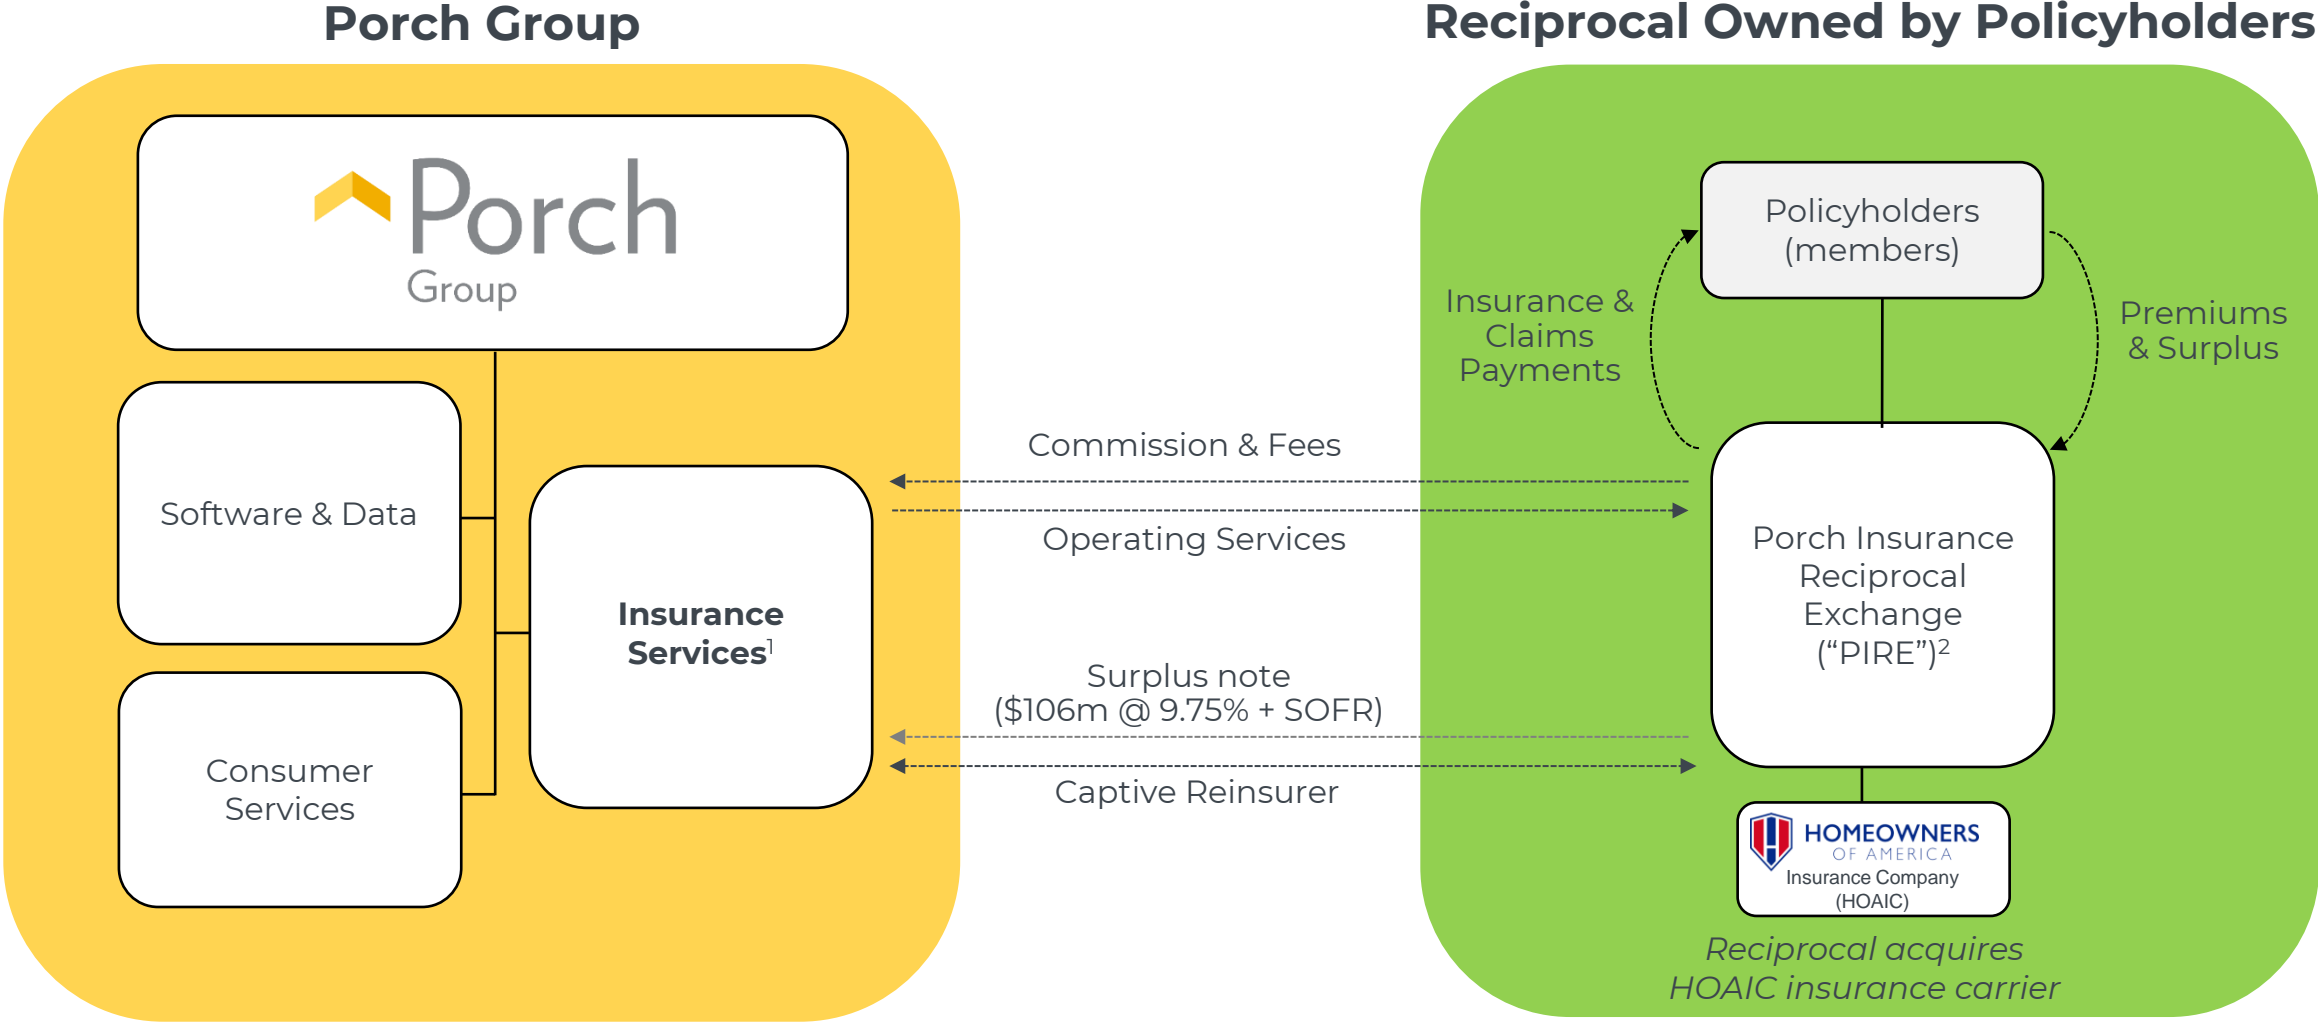 Porch Group
Porch
Group
Software & Data
Insurance
Services1
Consumer
Services
Commission & Fees
Operating Services
Surplus note
($106m @ 9.75% + SOFR)
Captive Reinsurer
Reciprocal Owned by Policyholders
Policyholders
(members)
Insurance &
Claims
Payments
Premiums
& Surplus
Porch Insurance
Reciprocal
Exchange
(“PIRE”)2
HOMEOWNERS
OF AMERICA
Insurance Company
(HOAIC)
Reciprocal acquires
HOAIC insurance carrier